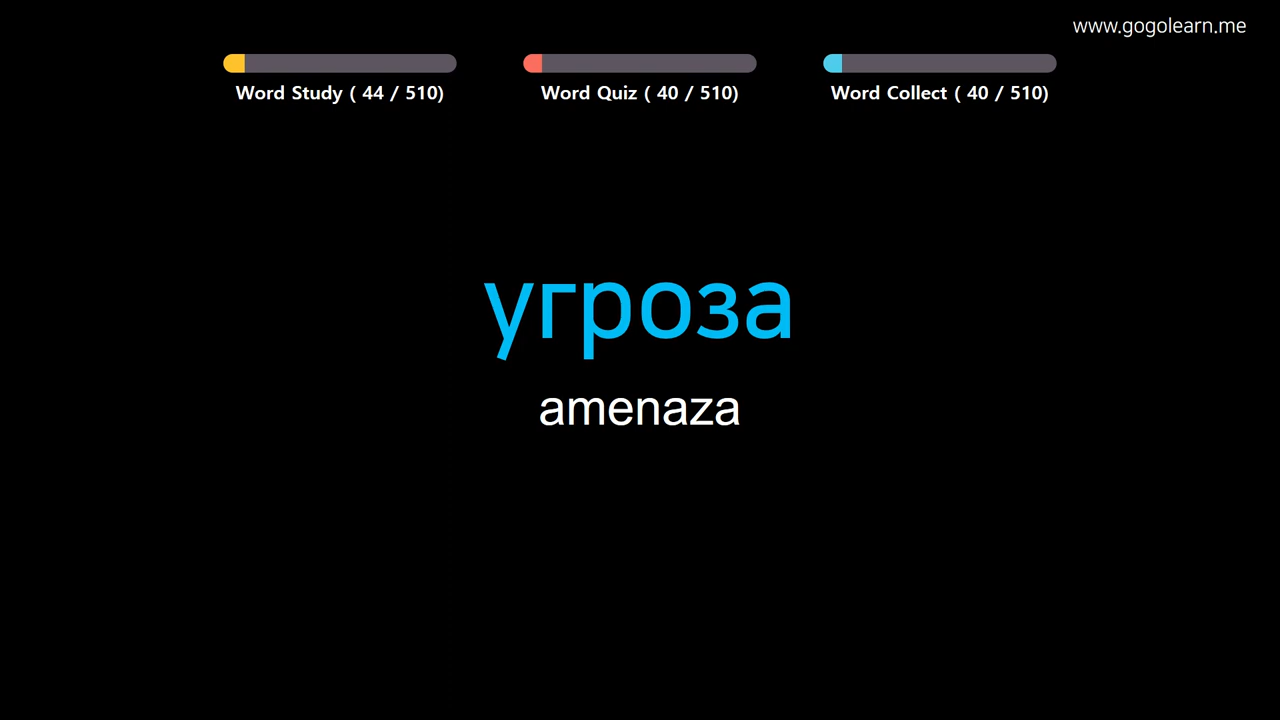 www.gogolearn.me
Word Study ( 44 / 510)
Word Quiz ( 40 / 510)
Word Collect ( 40 / 510)
угроза
amenaza